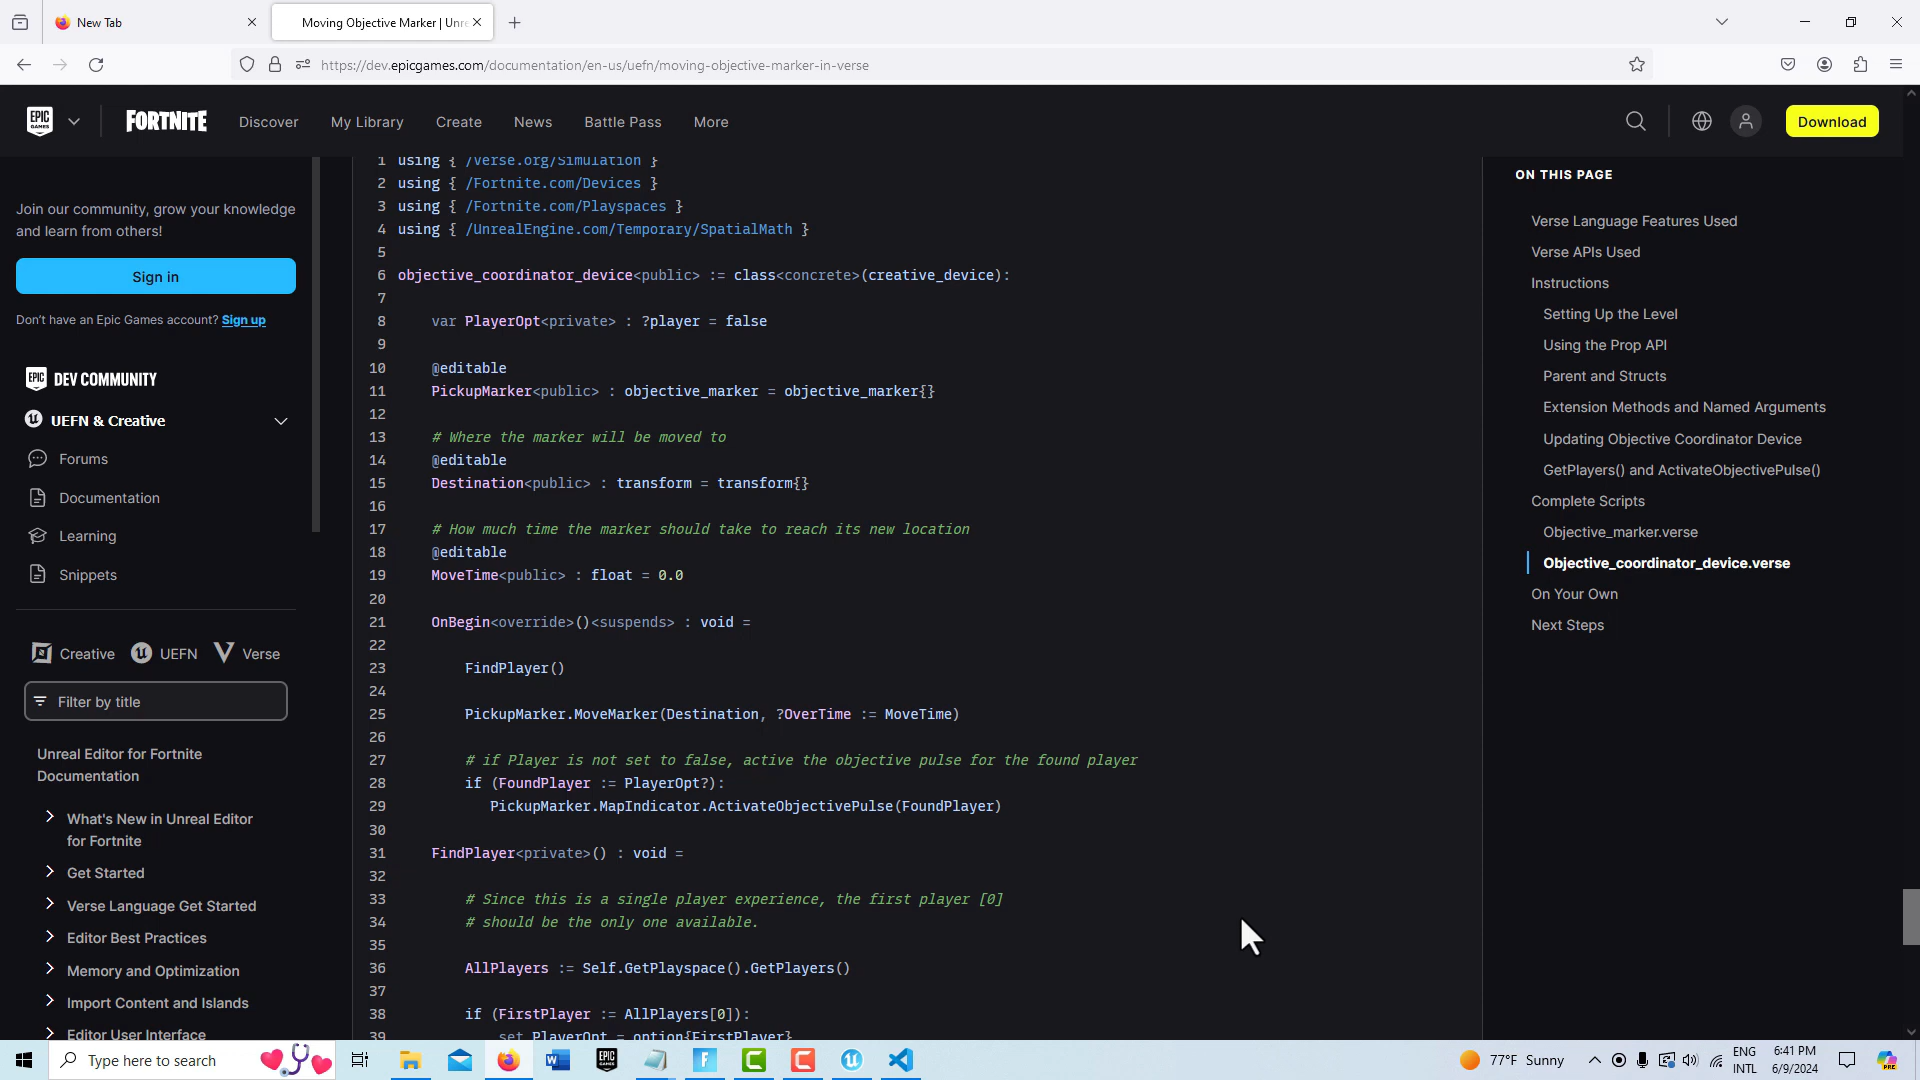 New Tab
Moving Objective Marker | Unre
https://dev.epicgames.com/documentation/en-us/uefn/moving-objective-marker-in-verse
EPIC GAMES
FORTNITE
Discover
My Library
Create
News
Battle Pass
More
Download
Join our community, grow your knowledge
and learn from others!
Sign in
Don't have an Epic Games account? Sign up
EPIC GAMES DEV COMMUNITY
UEFN & Creative
Forums
Documentation
Learning
Snippets
Creative
UEFN
Verse
Filter by title
Unreal Editor for Fortnite
Documentation
What's New in Unreal Editor
for Fortnite
Get Started
Verse Language Get Started
Editor Best Practices
Memory and Optimization
Import Content and Islands
Editor User Interface
1 using { /Verse.org/Simulation }
2 using { /Fortnite.com/Devices }
3 using { /Fortnite.com/Playspaces }
4 using { /UnrealEngine.com/Temporary/SpatialMath }
5
6 objective_coordinator_device<public> := class<concrete>(creative_device):
7
8 var PlayerOpt<private> : ?player = false
9
10 @editable
11 PickupMarker<public> : objective_marker = objective_marker{}
12
13 # Where the marker will be moved to
14 @editable
15 Destination<public> : transform = transform{}
16
17 # How much time the marker should take to reach its new location
18 @editable
19 MoveTime<public> : float = 0.0
20
21 OnBegin<override>()<suspends> : void =
22
23 FindPlayer()
24
25 PickupMarker.MoveMarker(Destination, ?OverTime := MoveTime)
26
27 # if Player is not set to false, active the objective pulse for the found player
28 if (FoundPlayer := PlayerOpt?):
29 PickupMarker.MapIndicator.ActivateObjectivePulse(FoundPlayer)
30
31 FindPlayer<private>() : void =
32
33 # Since this is a single player experience, the first player [0]
34 # should be the only one available.
35
36 AllPlayers := Self.GetPlayspace().GetPlayers()
37
38 if (FirstPlayer := AllPlayers[0]):
39 set PlayerOpt = option{FirstPlayer}
ON THIS PAGE
Verse Language Features Used
Verse APIs Used
Instructions
Setting Up the Level
Using the Prop API
Parent and Structs
Extension Methods and Named Arguments
Updating Objective Coordinator Device
GetPlayers() and ActivateObjectivePulse()
Complete Scripts
Objective_marker.verse
Objective_coordinator_device.verse
On Your Own
Next Steps
Type here to search
77°F Sunny
ENG
INTL
6:41 PM
6/9/2024